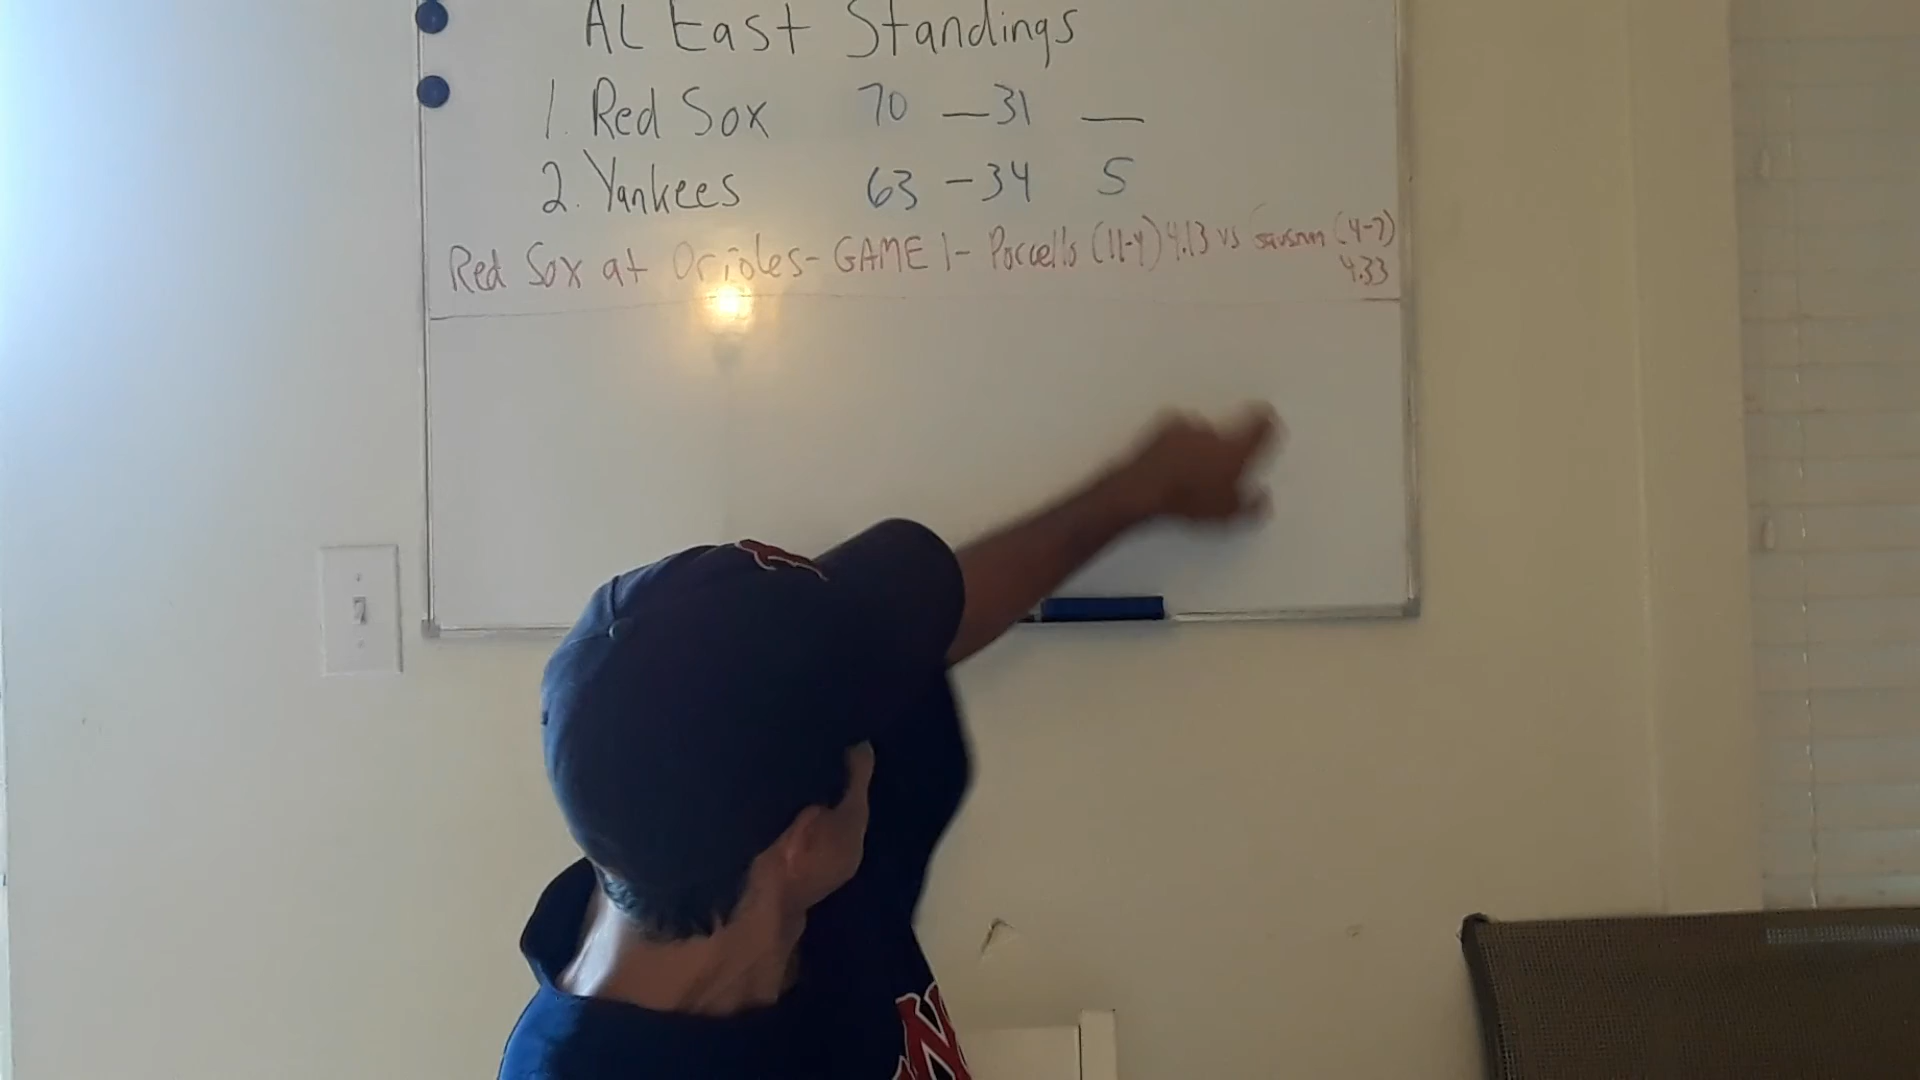 AL East Standings
1. Red Sox 70 - 31 —
2. Yankees 63 - 34 5
Red Sox at Orioles - GAME 1 - Porcello (11-4) 4.13 vs (4-7)
4.33